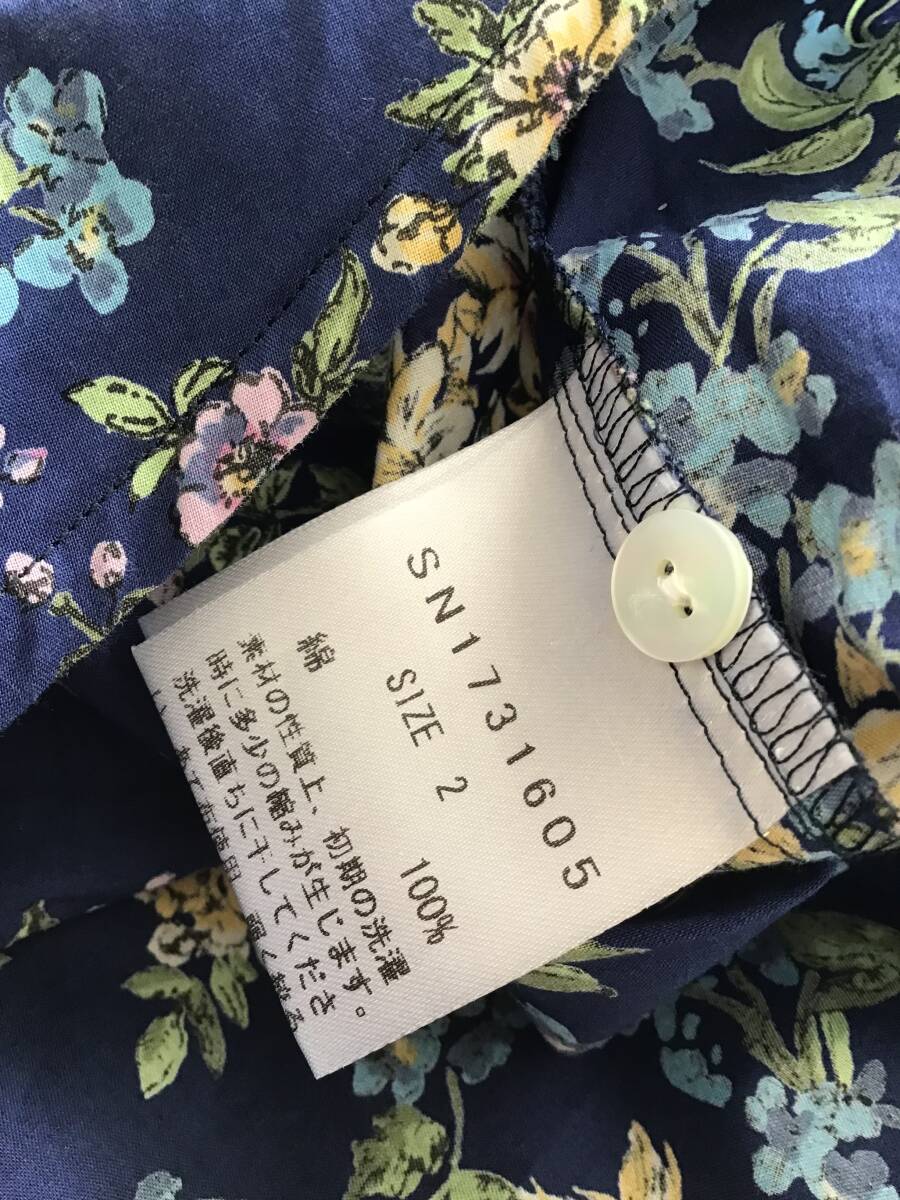 SN1731605
SIZE 2
綿 100%
素材の性質上、初期の洗濯
時に多少の縮みが生じます。
洗濯後直ちに干してくださ